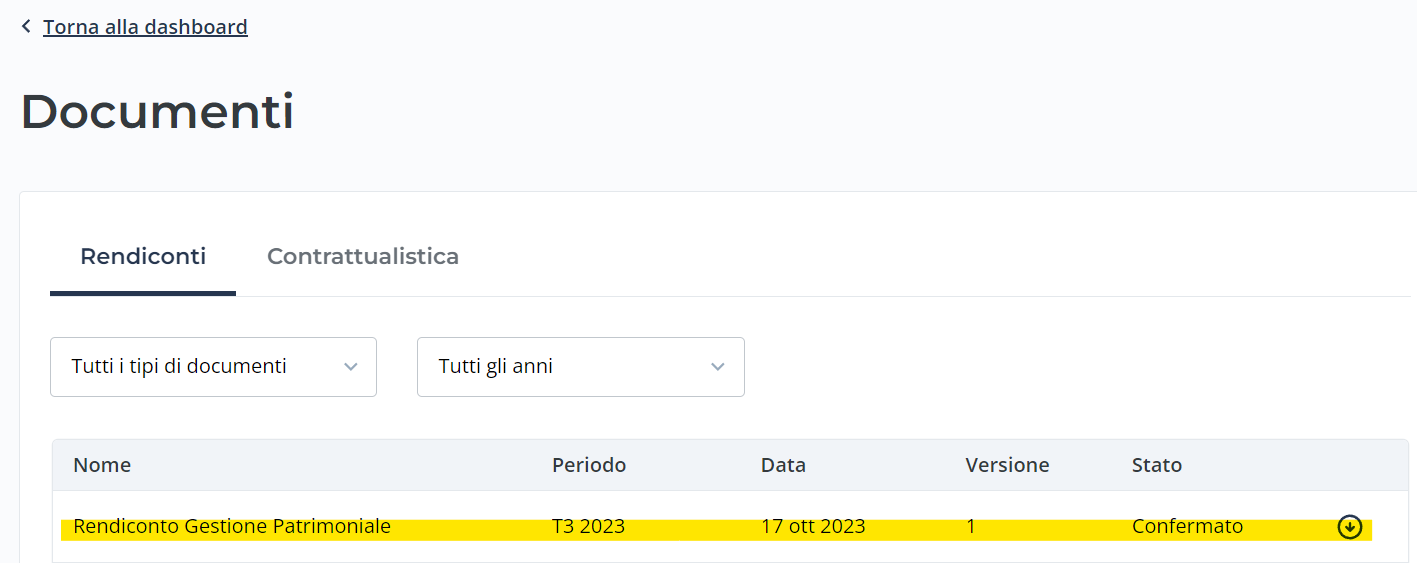 Torna alla dashboard
Documenti
Rendiconti Contrattualistica
Tutti i tipi di documenti Tutti gli anni
Nome Periodo Data Versione Stato
Rendiconto Gestione Patrimoniale T3 2023 17 ott 2023 1 Confermato